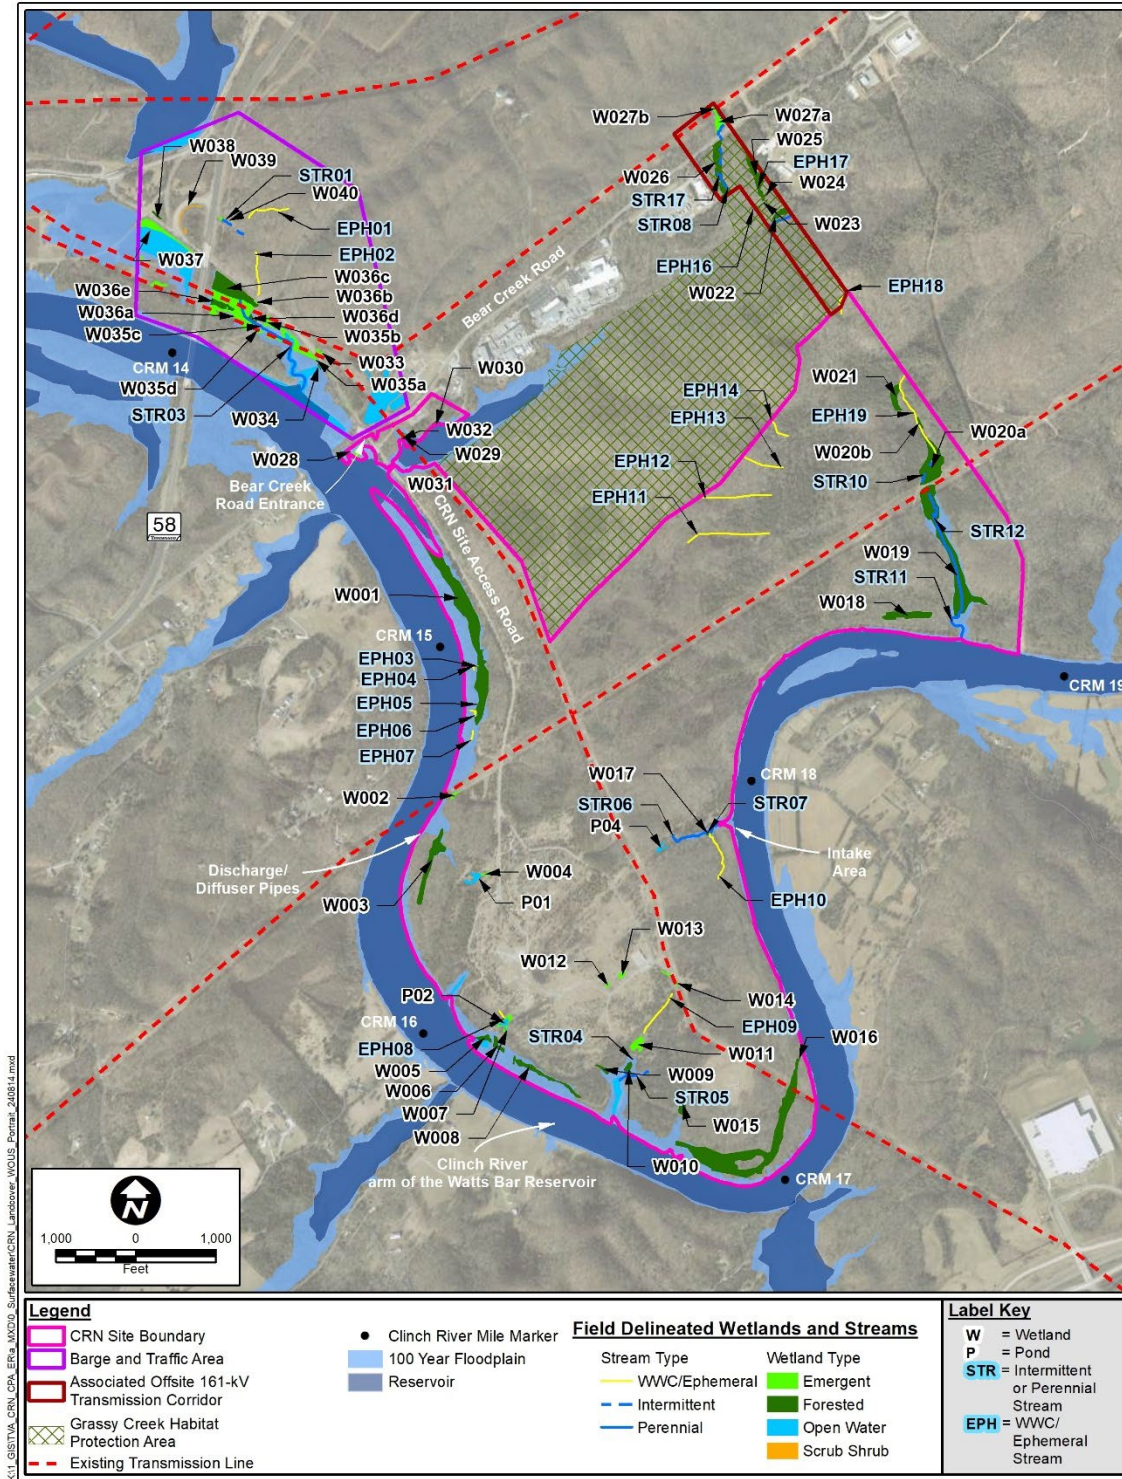 W027b
W027a
W025
EPH17
W024
W026
STR17
STR08
W023
EPH16
W022
EPH18
W038
W039
STR01
W040
EPH01
EPH02
W037
W036c
W036e
W036b
W036a
W036d
W035c
W035b
CRM 14
W033
W035d
W035a
STR03
W034
Bear Creek Road
W030
W032
W028
W029
W031
Bear Creek
Road Entrance
58
CRN Site Access Road
EPH14
EPH13
EPH12
EPH11
W021
EPH19
W020a
W020b
STR10
STR12
W019
STR11
W018
W001
CRM 15
EPH03
EPH04
EPH05
EPH06
EPH07
CRM 19
W002
W017
CRM 18
STR06
STR07
P04
Discharge/
Diffuser Pipes
Intake
Area
W004
W003
P01
EPH10
W013
W012
P02
W014
CRM 16
EPH09
STR04
W016
EPH08
W011
W005
W009
W006
STR05
W007
W015
W008
W010
Clinch River
arm of the Watts Bar Reservoir
CRM 17
N
1,000 0 1,000
Feet
K:\1_GIS\TVA_CRN_CPA_ER\a_MXD\0_Surfacewater\CRN_Landcover_WOUS_Portrait_240814.mxd
Legend
CRN Site Boundary
Barge and Traffic Area
Associated Offsite 161-kV
Transmission Corridor
Grassy Creek Habitat
Protection Area
Existing Transmission Line
Clinch River Mile Marker
100 Year Floodplain
Reservoir
Field Delineated Wetlands and Streams
Stream Type
WWC/Ephemeral
Intermittent
Perennial
Wetland Type
Emergent
Forested
Open Water
Scrub Shrub
Label Key
W = Wetland
P = Pond
STR = Intermittent
or Perennial
Stream
EPH = WWC/
Ephemeral
Stream